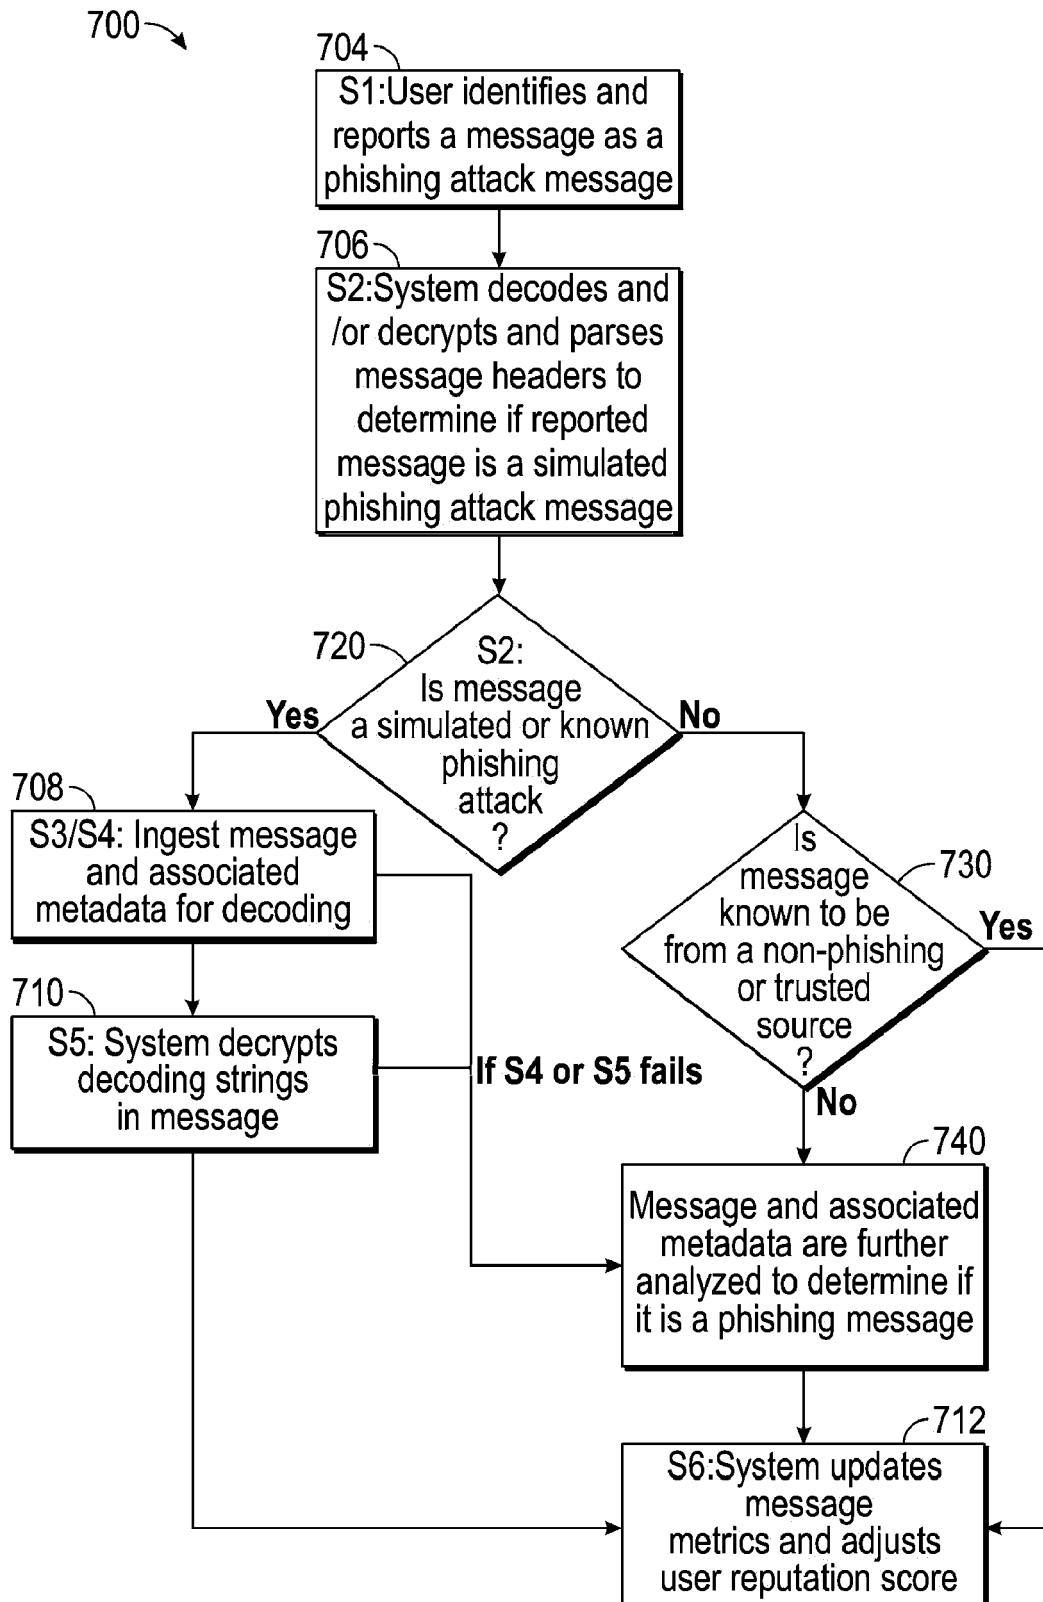 700
704
S1:User identifies and
reports a message as a
phishing attack message
706
S2:System decodes and
/or decrypts and parses
message headers to
determine if reported
message is a simulated
phishing attack message
720
S2:
Is message
a simulated or known
phishing
attack
?
Yes
No
708
S3/S4: Ingest message
and associated
metadata for decoding
730
Is
message
known to be
from a non-phishing
or trusted
source
?
Yes
No
710
S5: System decrypts
decoding strings
in message
If S4 or S5 fails
740
Message and associated
metadata are further
analyzed to determine if
it is a phishing message
712
S6:System updates
message
metrics and adjusts
user reputation score